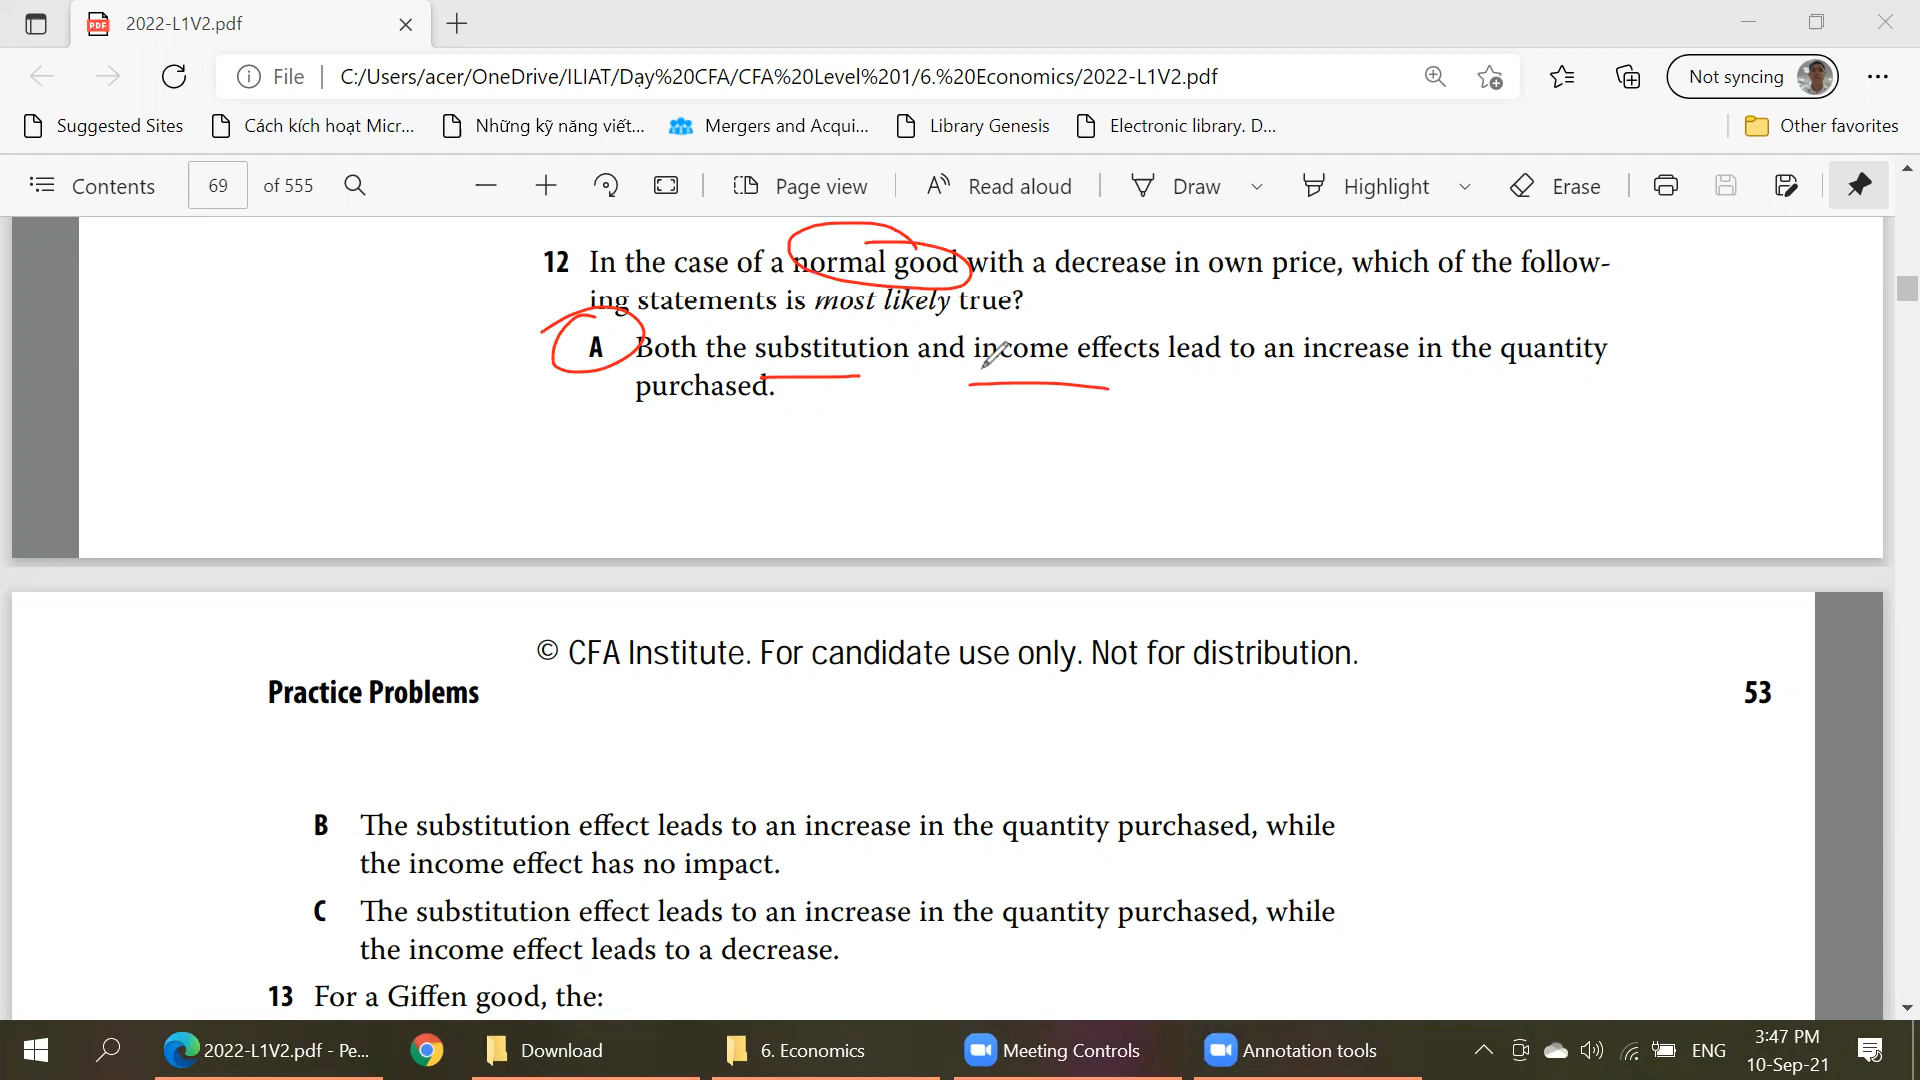 2022-L1V2.pdf
File
C:/Users/acer/OneDrive/ILIAT/Dạy%20CFA/CFA%20Level%201/6.%20Economics/2022-L1V2.pdf
Not syncing
Suggested Sites
Cách kích hoạt Micr...
Những kỹ năng viết...
Mergers and Acqui...
Library Genesis
Electronic library. D...
Other favorites
Contents
69
of 555
Page view
Read aloud
Draw
Highlight
Erase
12 In the case of a normal good with a decrease in own price, which of the follow-
ing statements is most likely true?
A Both the substitution and income effects lead to an increase in the quantity
purchased.
© CFA Institute. For candidate use only. Not for distribution.
Practice Problems
53
B The substitution effect leads to an increase in the quantity purchased, while
the income effect has no impact.
C The substitution effect leads to an increase in the quantity purchased, while
the income effect leads to a decrease.
13 For a Giffen good, the:
2022-L1V2.pdf - Pe...
Download
6. Economics
Meeting Controls
Annotation tools
ENG
3:47 PM
10-Sep-21